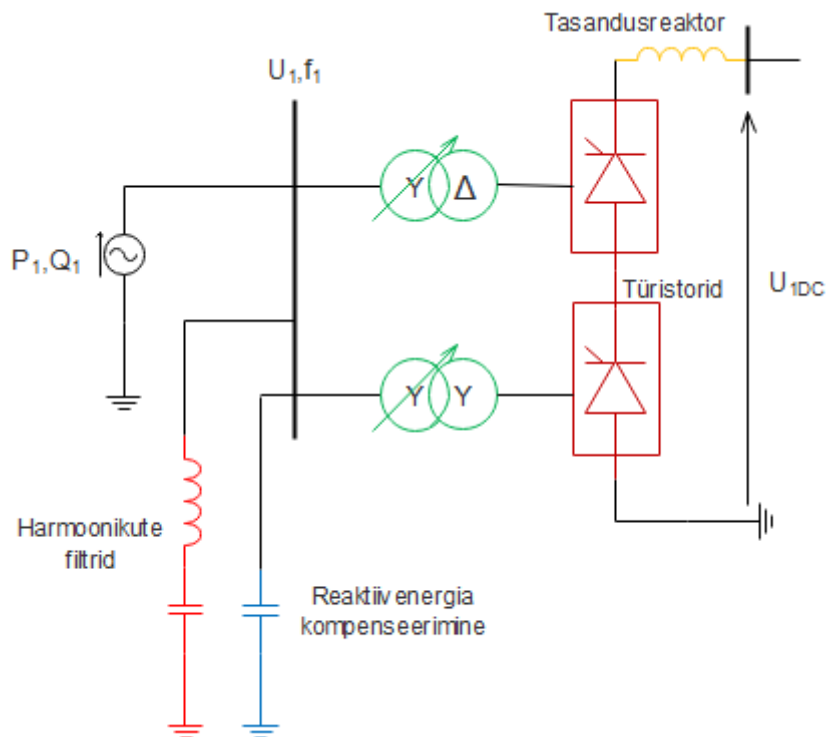 Tasandusreaktor
U₁,f₁
Y Δ
P₁,Q₁
Türistorid
U₁DC
Y Y
Harmoonikute
filtrid
Reaktiivenergia
kompenseerimine